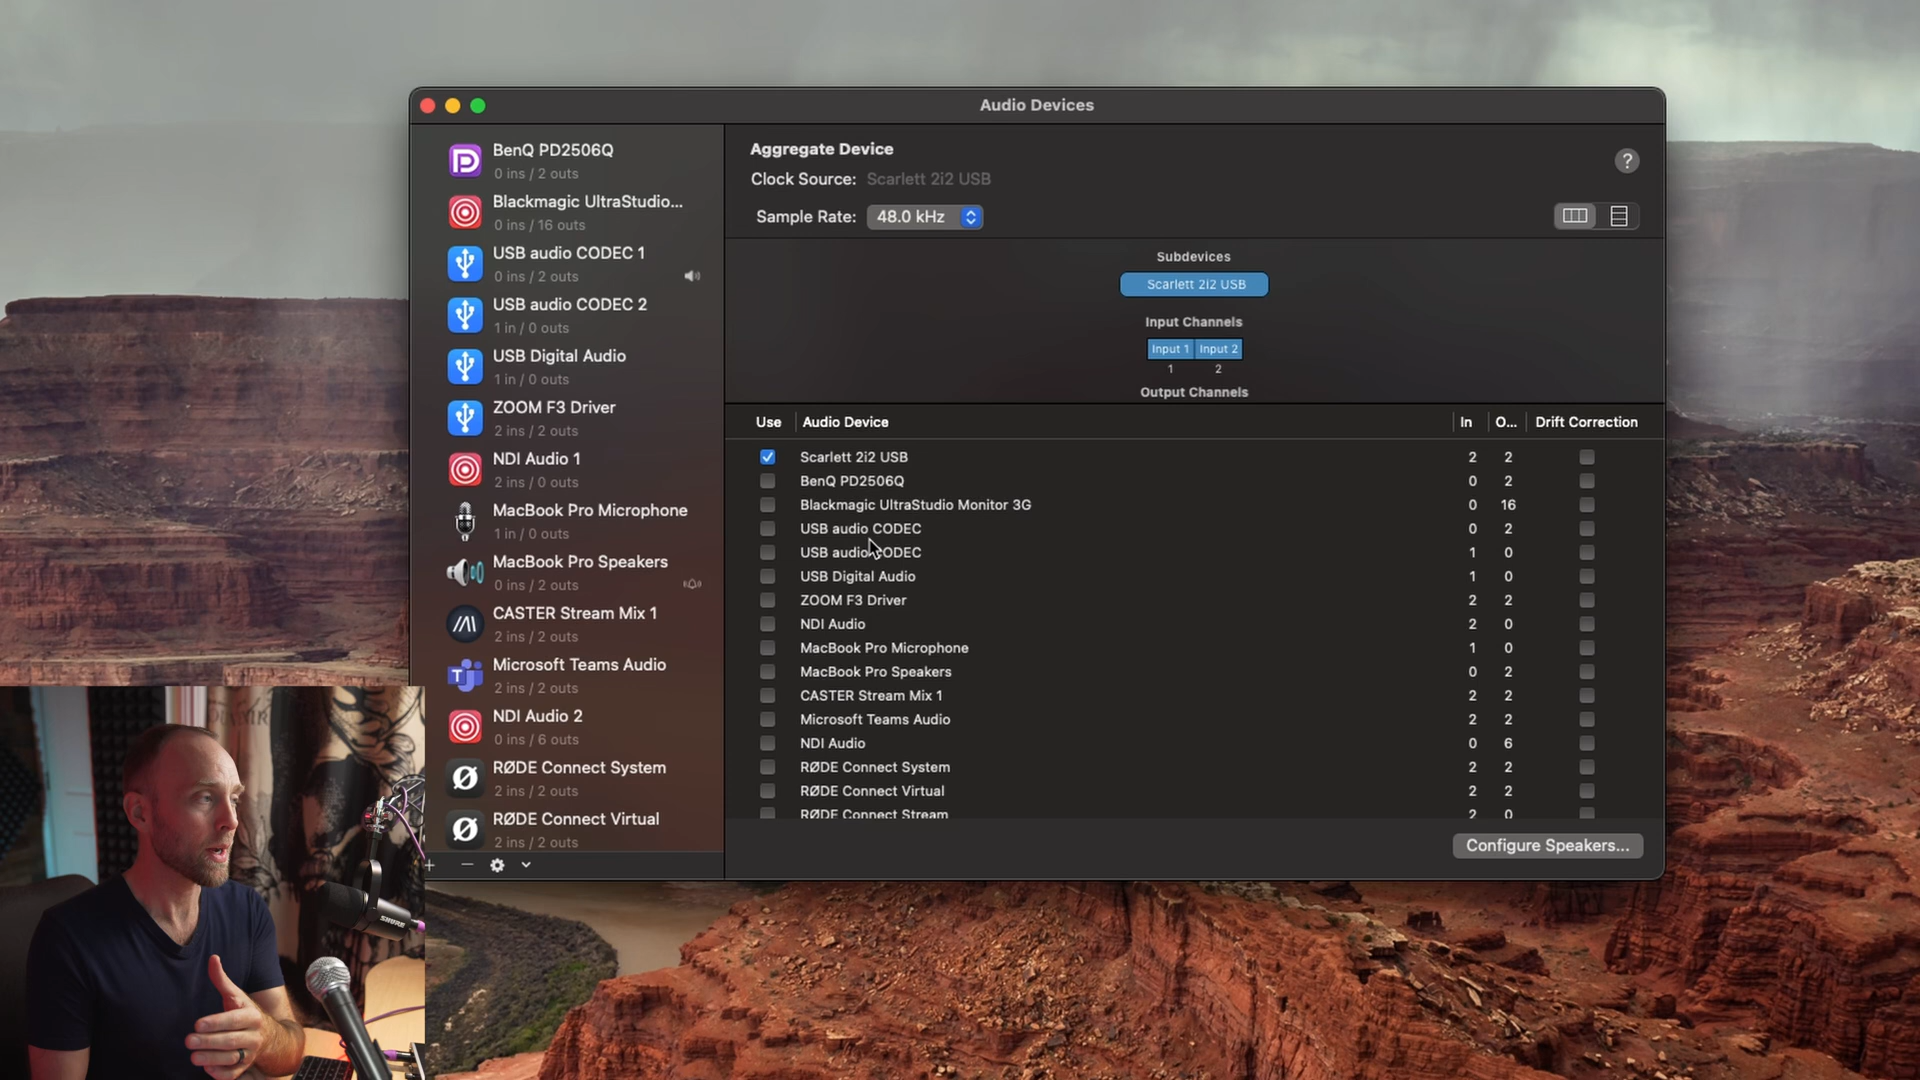 Audio Devices
BenQ PD2506Q
0 ins / 2 outs
Blackmagic UltraStudio...
0 ins / 16 outs
USB audio CODEC 1
0 ins / 2 outs
USB audio CODEC 2
1 in / 0 outs
USB Digital Audio
1 in / 0 outs
ZOOM F3 Driver
2 ins / 2 outs
NDI Audio 1
2 ins / 0 outs
MacBook Pro Microphone
1 in / 0 outs
MacBook Pro Speakers
0 ins / 2 outs
CASTER Stream Mix 1
2 ins / 2 outs
Microsoft Teams Audio
2 ins / 2 outs
NDI Audio 2
0 ins / 6 outs
RØDE Connect System
2 ins / 2 outs
RØDE Connect Virtual
2 ins / 2 outs
Aggregate Device
?
Clock Source: Scarlett 2i2 USB
Sample Rate: 48.0 kHz
Subdevices
Scarlett 2i2 USB
Input Channels
Input 1 Input 2
1 2
Output Channels
Use Audio Device In O... Drift Correction
Scarlett 2i2 USB 2 2
BenQ PD2506Q 0 2
Blackmagic UltraStudio Monitor 3G 0 16
USB audio CODEC 0 2
USB audio CODEC 1 0
USB Digital Audio 1 0
ZOOM F3 Driver 2 2
NDI Audio 2 0
MacBook Pro Microphone 1 0
MacBook Pro Speakers 0 2
CASTER Stream Mix 1 2 2
Microsoft Teams Audio 2 2
NDI Audio 0 6
RØDE Connect System 2 2
RØDE Connect Virtual 2 2
RØDE Connect Stream 2 0
Configure Speakers...
SHURE